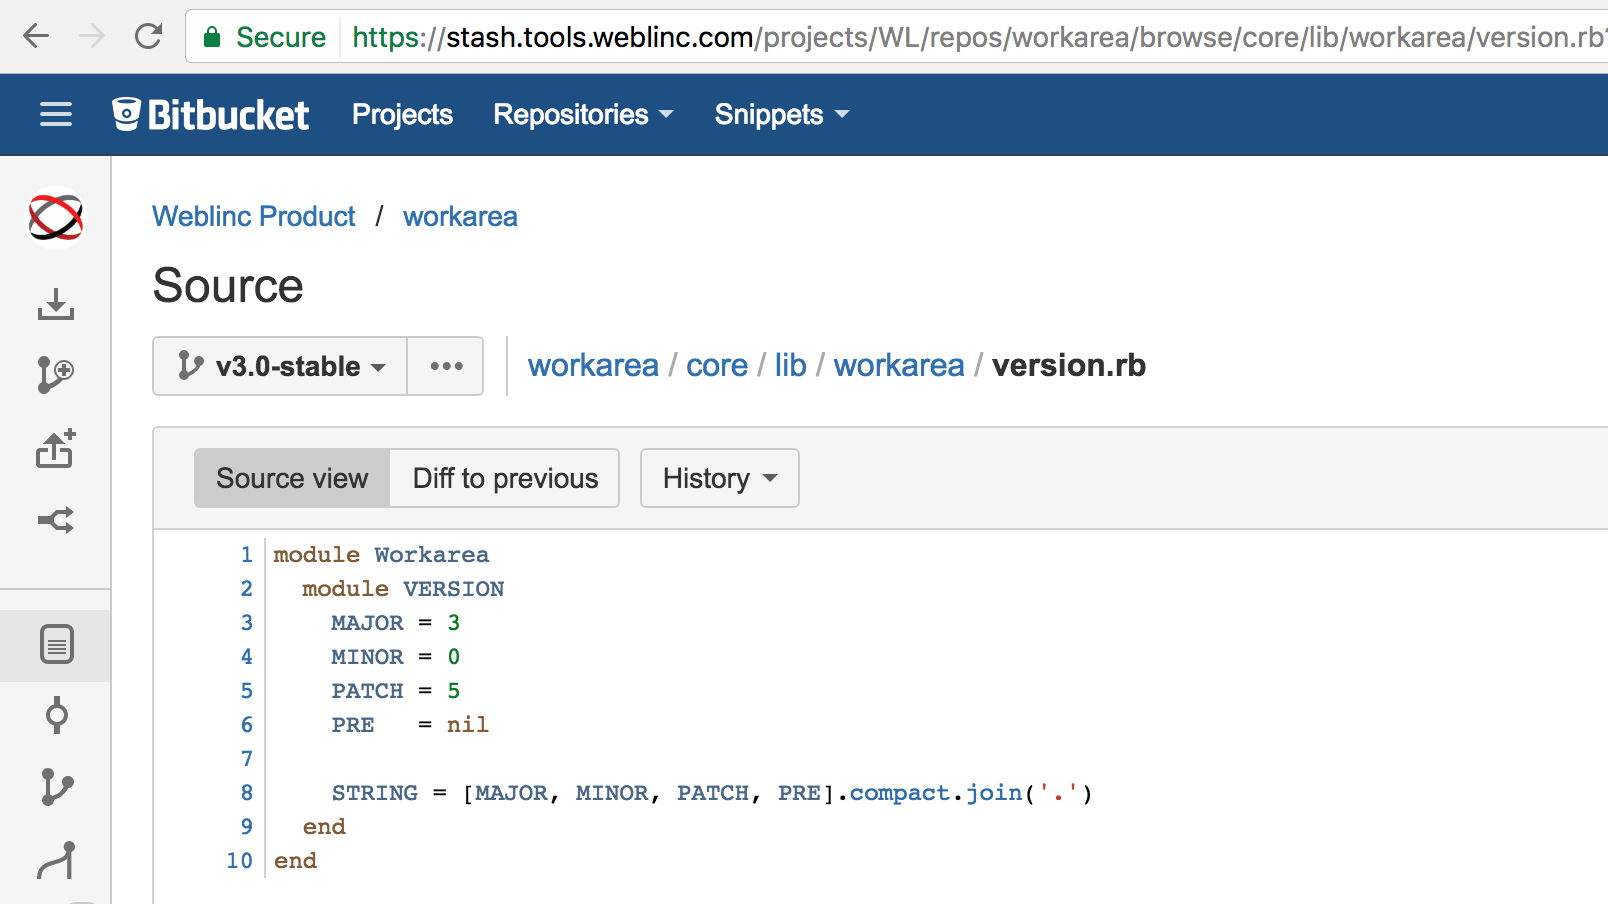 Secure https://stash.tools.weblinc.com/projects/WL/repos/workarea/browse/core/lib/workarea/version.rb
Bitbucket Projects Repositories Snippets
Weblinc Product / workarea
Source
v3.0-stable ••• workarea / core / lib / workarea / version.rb
Source view Diff to previous History
1 module Workarea
2   module VERSION
3     MAJOR = 3
4     MINOR = 0
5     PATCH = 5
6     PRE   = nil
7
8     STRING = [MAJOR, MINOR, PATCH, PRE].compact.join('.')
9   end
10 end